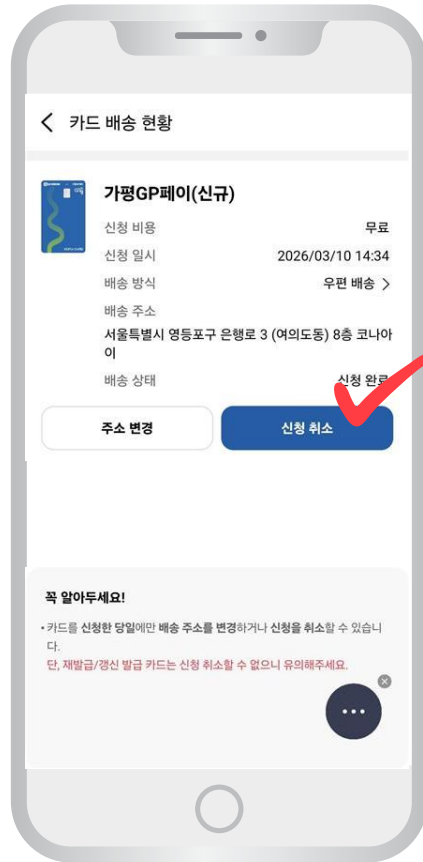 카드 배송 현황
가평GP페이(신규)
신청 비용 무료
신청 일시 2026/03/10 14:34
배송 방식 우편 배송
배송 주소
서울특별시 영등포구 은행로 3 (여의도동) 8층 코나아
이
배송 상태 신청 완료
주소 변경 신청 취소
꼭 알아두세요!
• 카드를 신청한 당일에만 배송 주소를 변경하거나 신청을 취소할 수 있습니
다.
단, 재발급/갱신 발급 카드는 신청 취소할 수 없으니 유의해주세요.